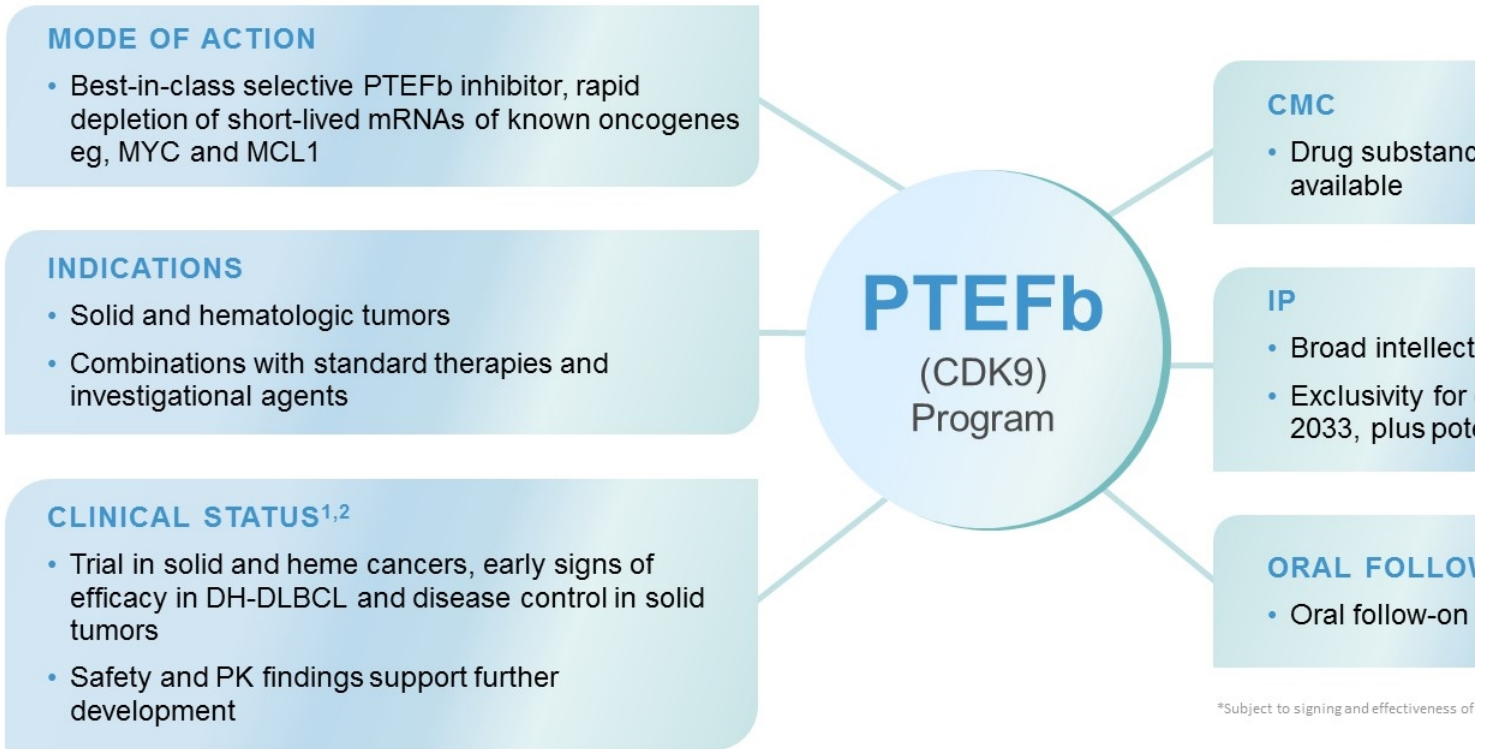 MODE OF ACTION
• Best-in-class selective PTEFb inhibitor, rapid
depletion of short-lived mRNAs of known oncogenes
eg, MYC and MCL1
INDICATIONS
• Solid and hematologic tumors
• Combinations with standard therapies and
investigational agents
CLINICAL STATUS1,2
• Trial in solid and heme cancers, early signs of
efficacy in DH-DLBCL and disease control in solid
tumors
• Safety and PK findings support further
development
PTEFb
(CDK9)
Program
CMC
• Drug
available
IP
• Broad
• Exclusivity for
2033, plus
ORAL
• Oral follow-on
*Subject to signing and effectiveness of